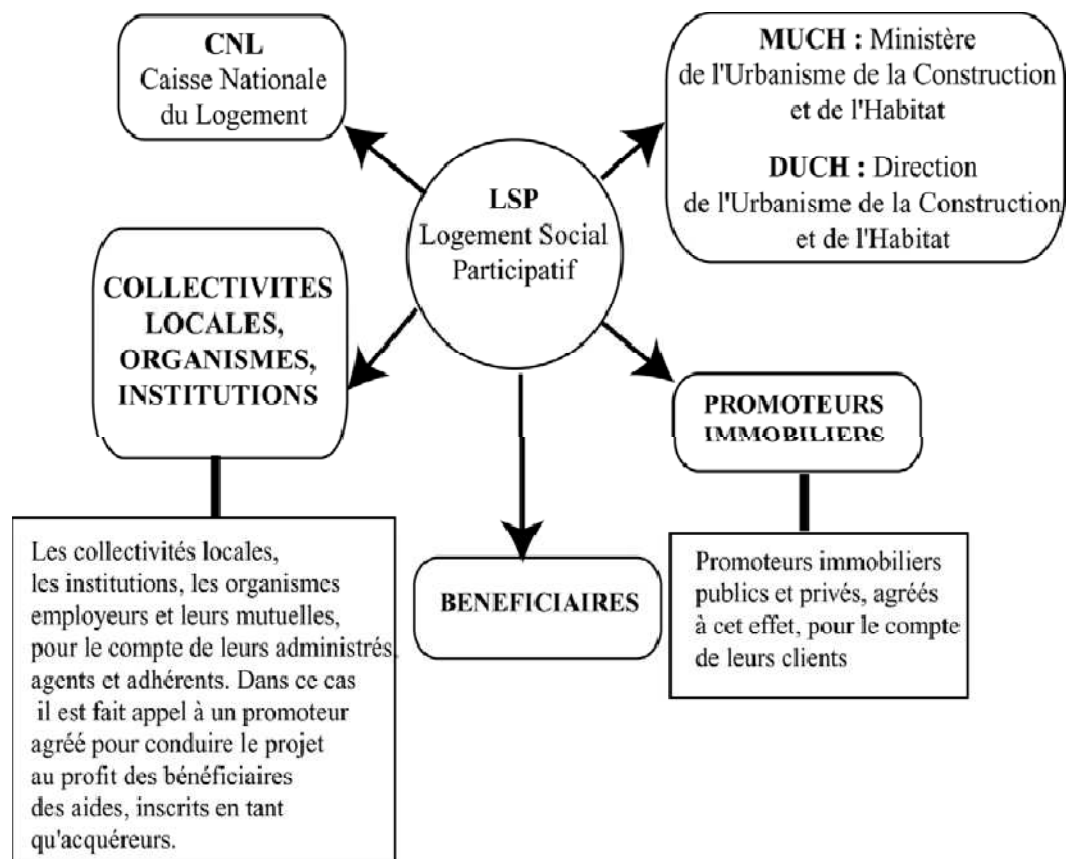 CNL
Caisse Nationale
du Logement
MUCH : Ministère
de l'Urbanisme de la Construction
et de l'Habitat
DUCH : Direction
de l'Urbanisme de la Construction
et de l'Habitat
LSP
Logement Social
Participatif
COLLECTIVITES
LOCALES,
ORGANISMES,
INSTITUTIONS
PROMOTEURS
IMMOBILIERS
BENEFICIAIRES
Les collectivités locales,
les institutions, les organismes
employeurs et leurs mutuelles,
pour le compte de leurs administrés,
agents et adhérents. Dans ce cas
il est fait appel à un promoteur
agréé pour conduire le projet
au profit des bénéficiaires
des aides, inscrits en tant
qu'acquéreurs.
Promoteurs immobiliers
publics et privés, agréés
à cet effet, pour le compte
de leurs clients